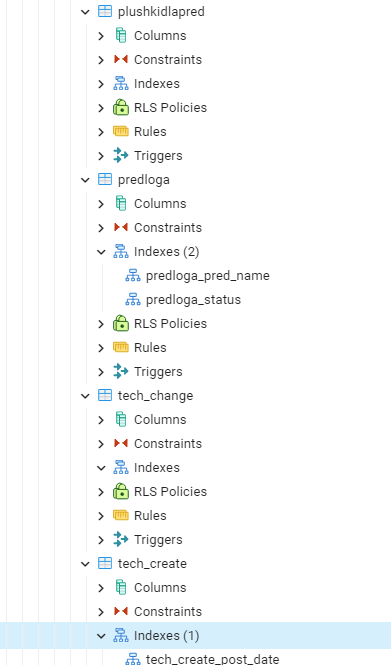 plushkidlapred
Columns
Constraints
Indexes
RLS Policies
Rules
Triggers
predloga
Columns
Constraints
Indexes (2)
predloga_pred_name
predloga_status
RLS Policies
Rules
Triggers
tech_change
Columns
Constraints
Indexes
RLS Policies
Rules
Triggers
tech_create
Columns
Constraints
Indexes (1)
tech_create_post_date